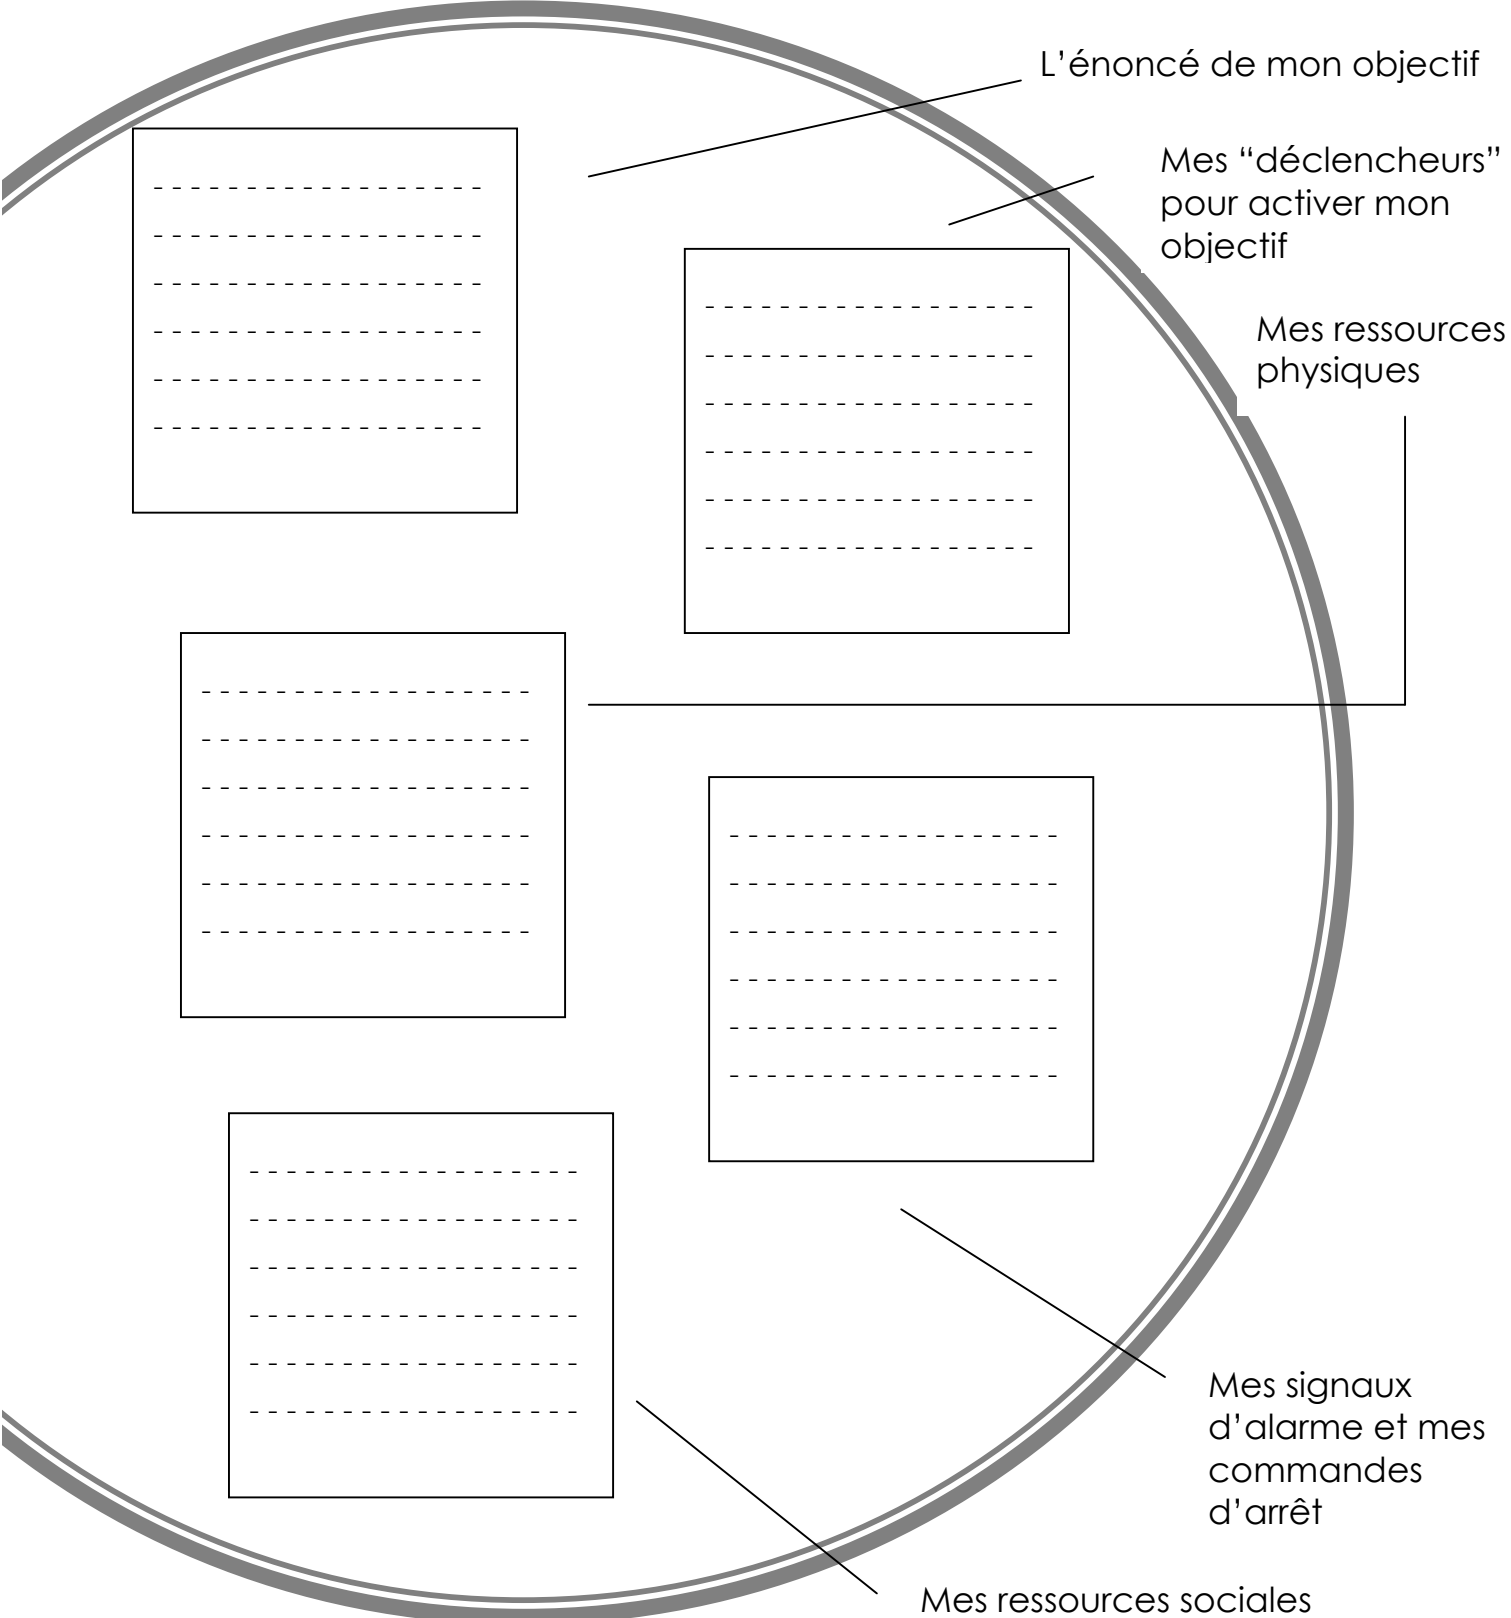 L’énoncé de mon objectif
Mes “déclencheurs”
pour activer mon
objectif
Mes ressources
physiques
Mes signaux
d’alarme et mes
commandes
d’arrêt
Mes ressources sociales